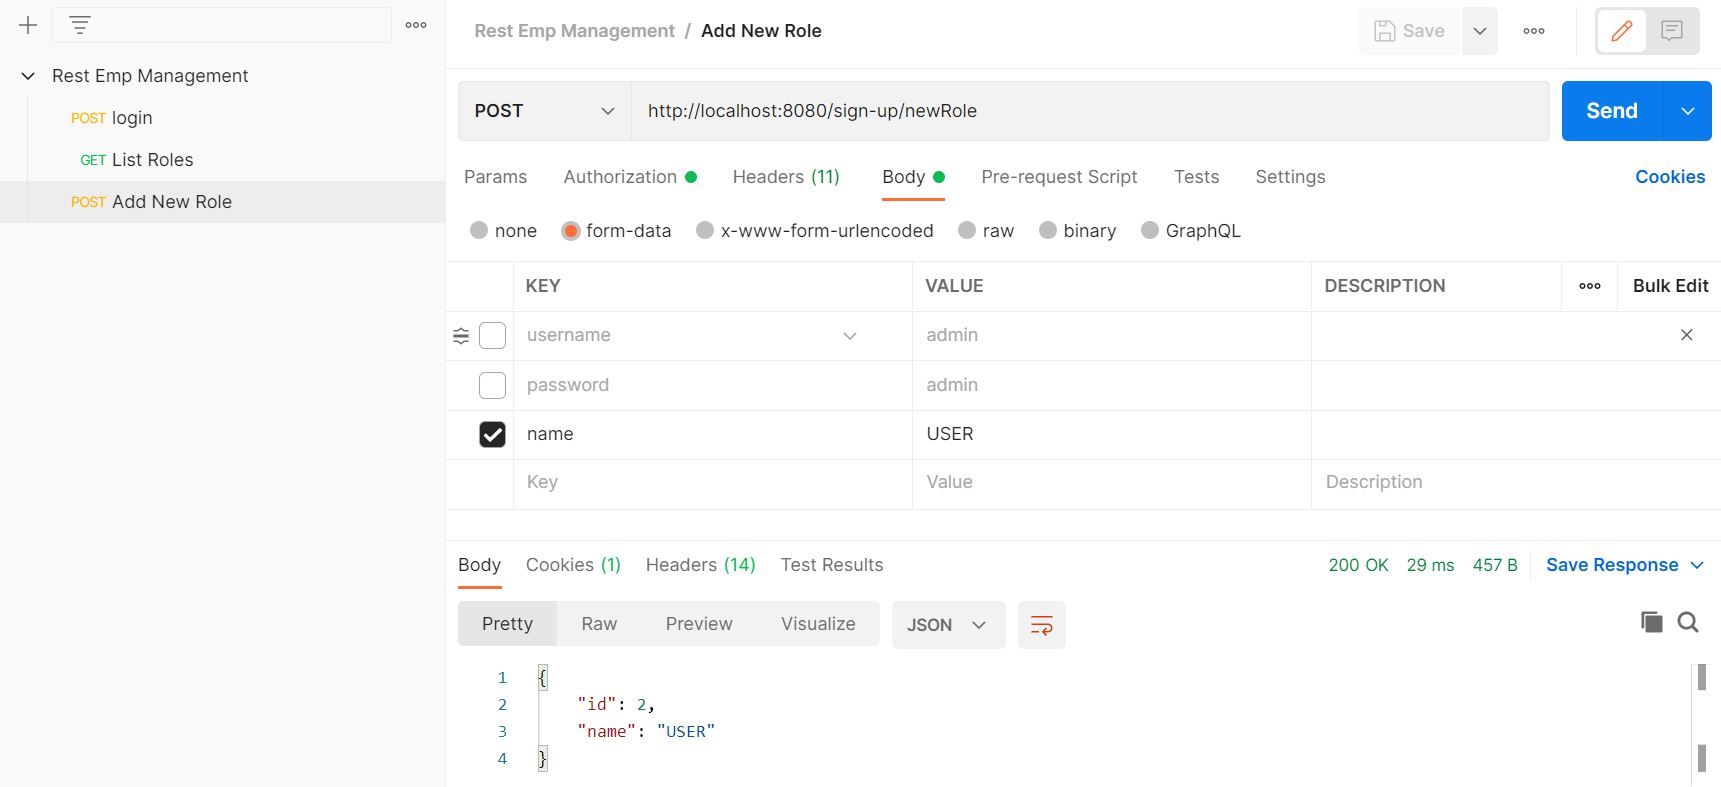 Rest Emp Management / Add New Role
Save
Rest Emp Management
POST login
GET List Roles
POST Add New Role
POST http://localhost:8080/sign-up/newRole
Send
Params Authorization Headers (11) Body Pre-request Script Tests Settings Cookies
none form-data x-www-form-urlencoded raw binary GraphQL
KEY VALUE DESCRIPTION Bulk Edit
username admin
password admin
name USER
Key Value Description
Body Cookies (1) Headers (14) Test Results 200 OK 29 ms 457 B Save Response
Pretty Raw Preview Visualize JSON
1 {
2 "id": 2,
3 "name": "USER"
4 }